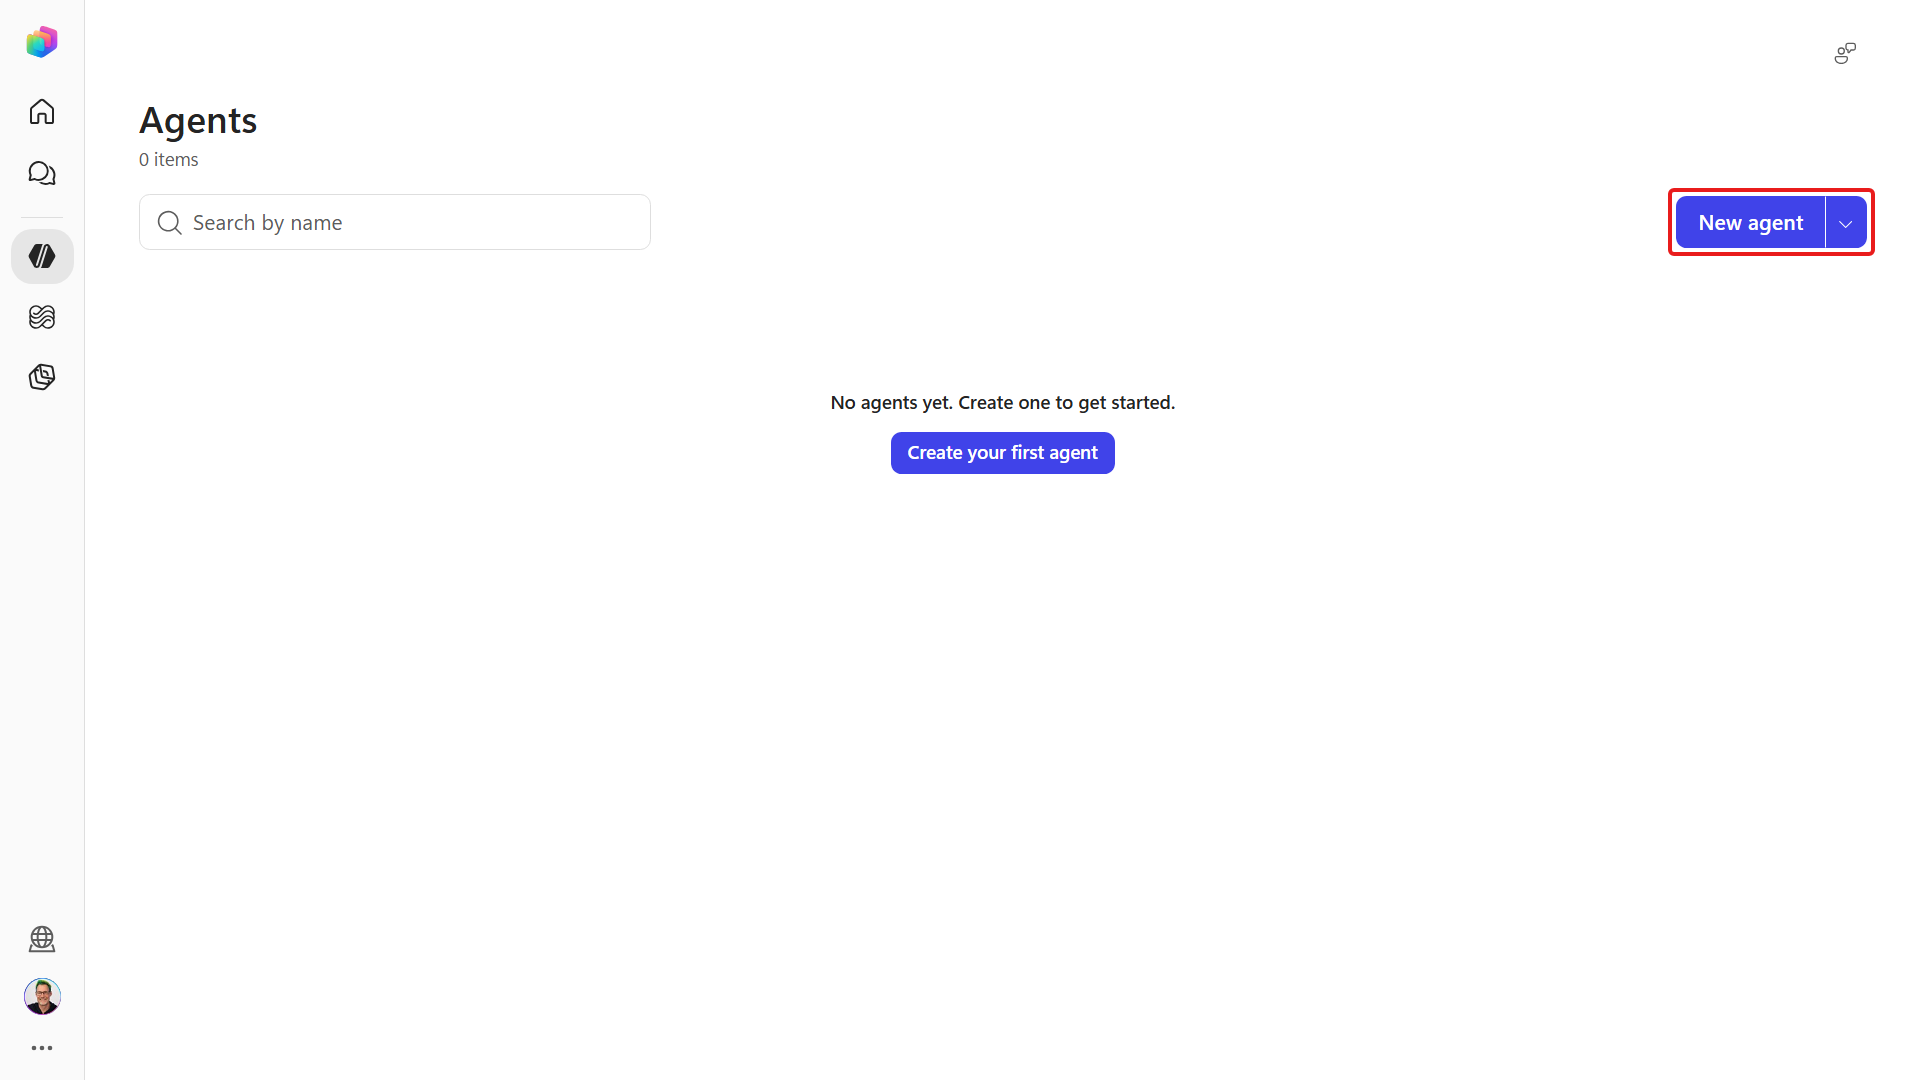 Agents
0 items
Search by name
New agent
No agents yet. Create one to get started.
Create your first agent